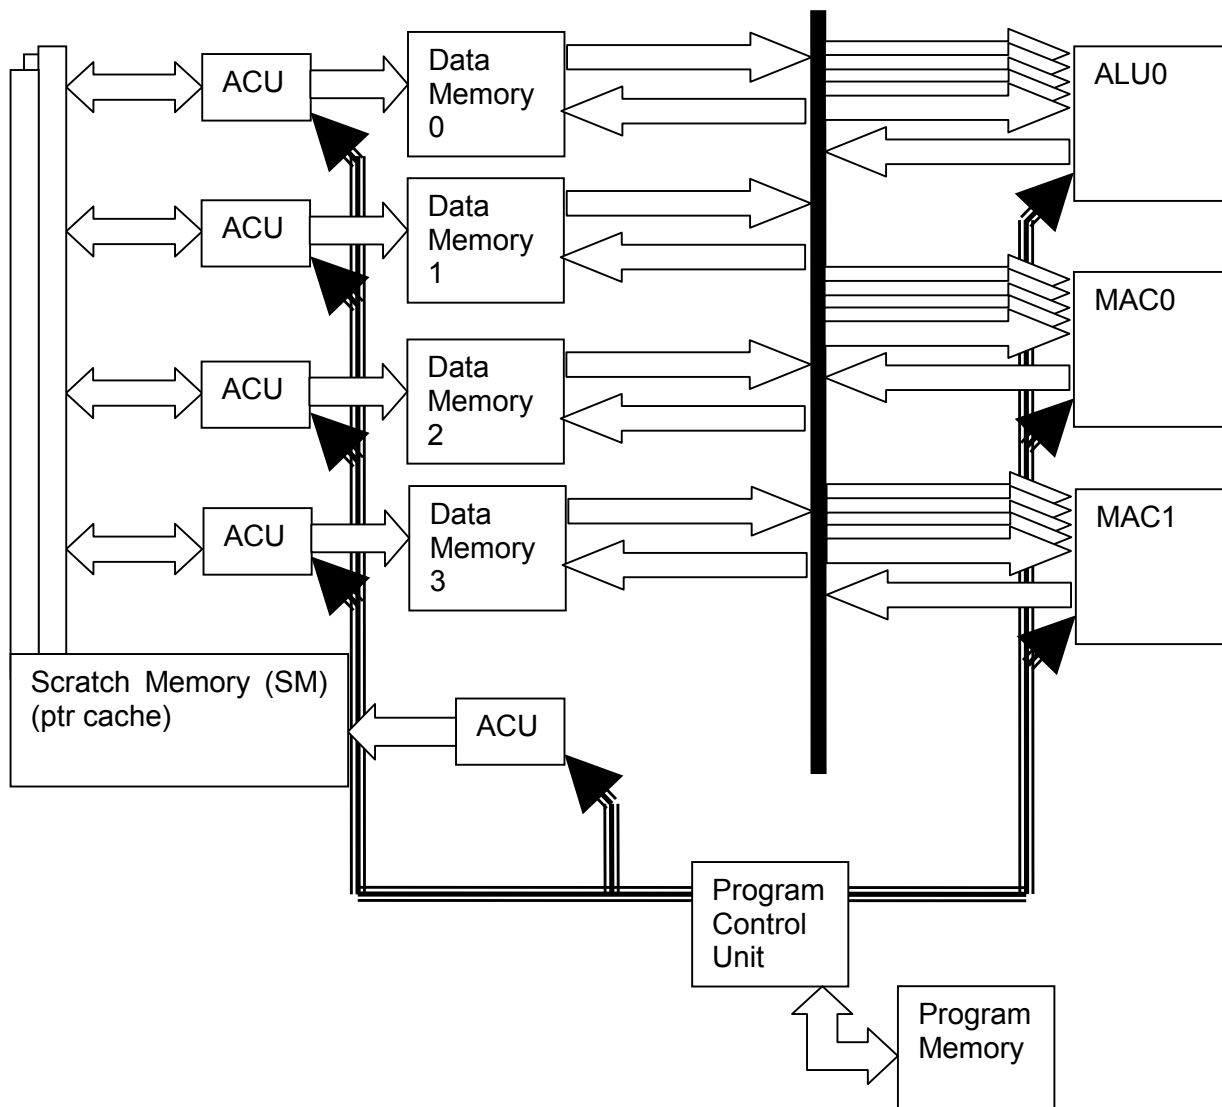 ACU
Data
Memory
0
ALU0
ACU
Data
Memory
1
MAC0
ACU
Data
Memory
2
ACU
Data
Memory
3
MAC1
Scratch Memory (SM)
(ptr cache)
ACU
Program
Control
Unit
Program
Memory